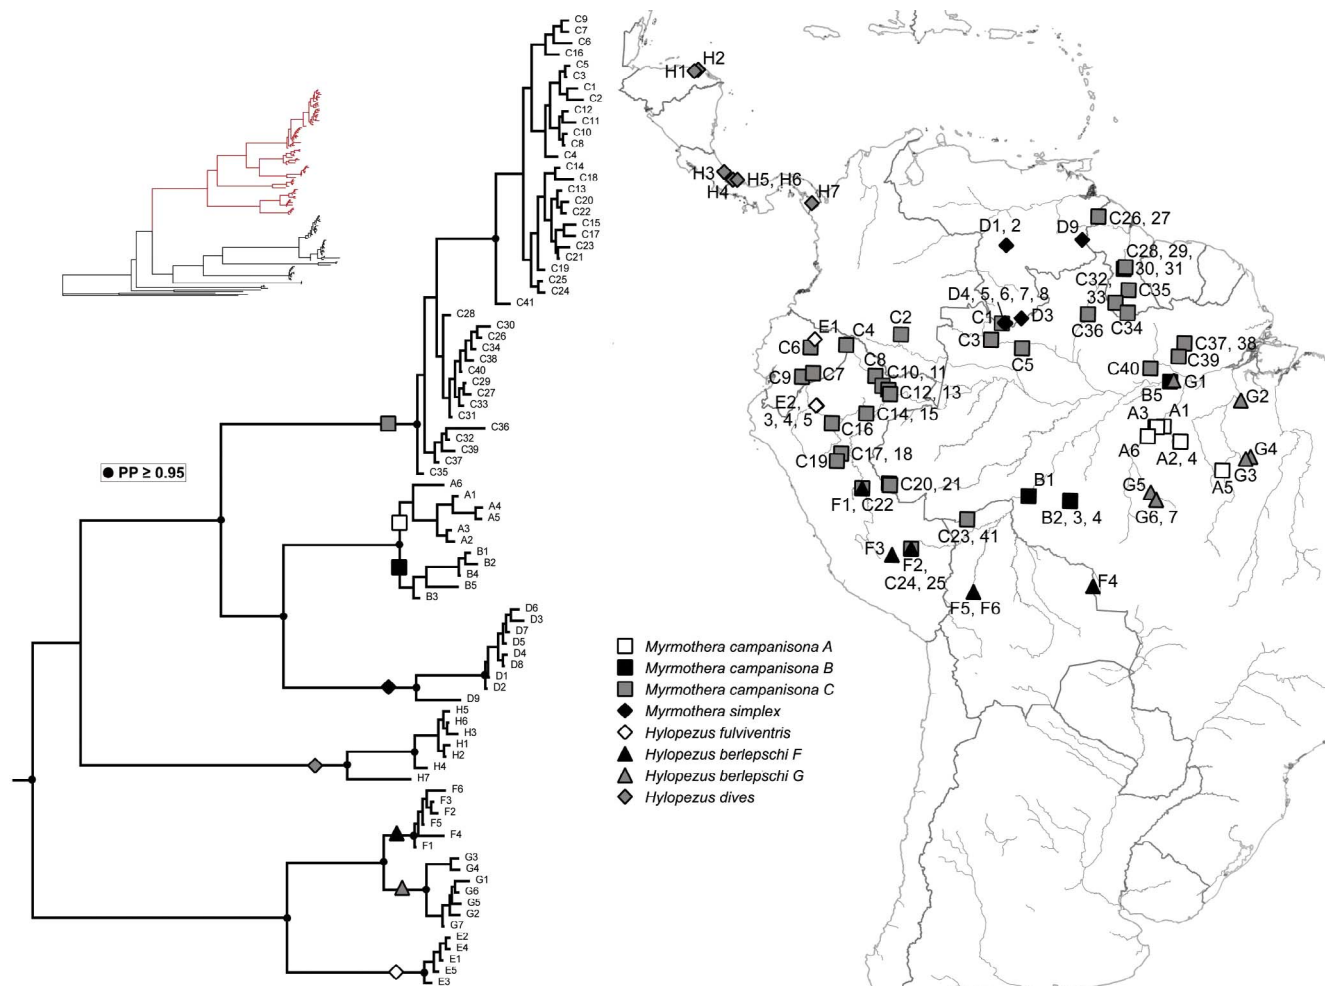 C9
C7
C6
C16
C5
C3
C1
C2
C12
C11
C10
C8
C4
C14
C18
C13
C20
C22
C15
C17
C23
C21
C19
C25
C24
C41
C28
C30
C26
C34
C38
C40
C29
C27
C33
C31
C36
C32
C39
C37
C35
PP ≥ 0.95
A6
A1
A4
A5
A3
A2
B1
B2
B4
B5
B3
D6
D3
D7
D5
D4
D8
D1
D2
D9
H5
H6
H3
H1
H2
H4
H7
F6
F3
F2
F5
F4
F1
G3
G4
G1
G6
G5
G2
G7
E2
E4
E1
E5
E3
H2
H1
H3
H5, H6
H4
H7
C26, 27
D1, 2
D9
C28, 29,
30, 31
C32,
33
C35
C34
C36
D4, 5, 6, 7, 8
D3
C1
C2
C3
C5
E1
C4
C6
C37, 38
C39
C40
C8
C10, 11
C7
C9
C12, 13
G1
B5
G2
E2,
3, 4, 5
C14, 15
C16
A3
A1
A6
A2, 4
G4
G3
A5
C17, 18
C19
C20, 21
F1, C22
B1
B2, 3, 4
G5
G6, 7
C23, 41
F3
F2,
C24, 25
F5, F6
F4
Myrmothera campanisona A
Myrmothera campanisona B
Myrmothera campanisona C
Myrmothera simplex
Hylopezus fulviventris
Hylopezus berlepschi F
Hylopezus berlepschi G
Hylopezus dives